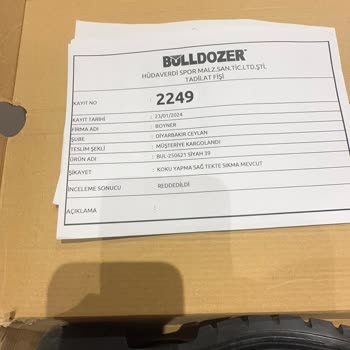 BULLDOZER
HÜDAVERDİ SPOR MALZ.SAN.TİC.LTD.ŞTİ.
TADİLAT FİŞİ
KAYIT NO : 2249
KAYIT TARİHİ : 23/01/2024
FİRMA ADI : BOYNER
ŞUBE : DİYARBAKIR CEYLAN
TESLİM ŞEKLİ : MÜŞTERİYE KARGOLANDI
ÜRÜN ADI : BUL-250621 SİYAH 39
ŞİKAYET : KOKU YAPMA SAĞ TEKTE SIKMA MEVCUT
İNCELEME SONUCU : REDDEDİLDİ
AÇIKLAMA :